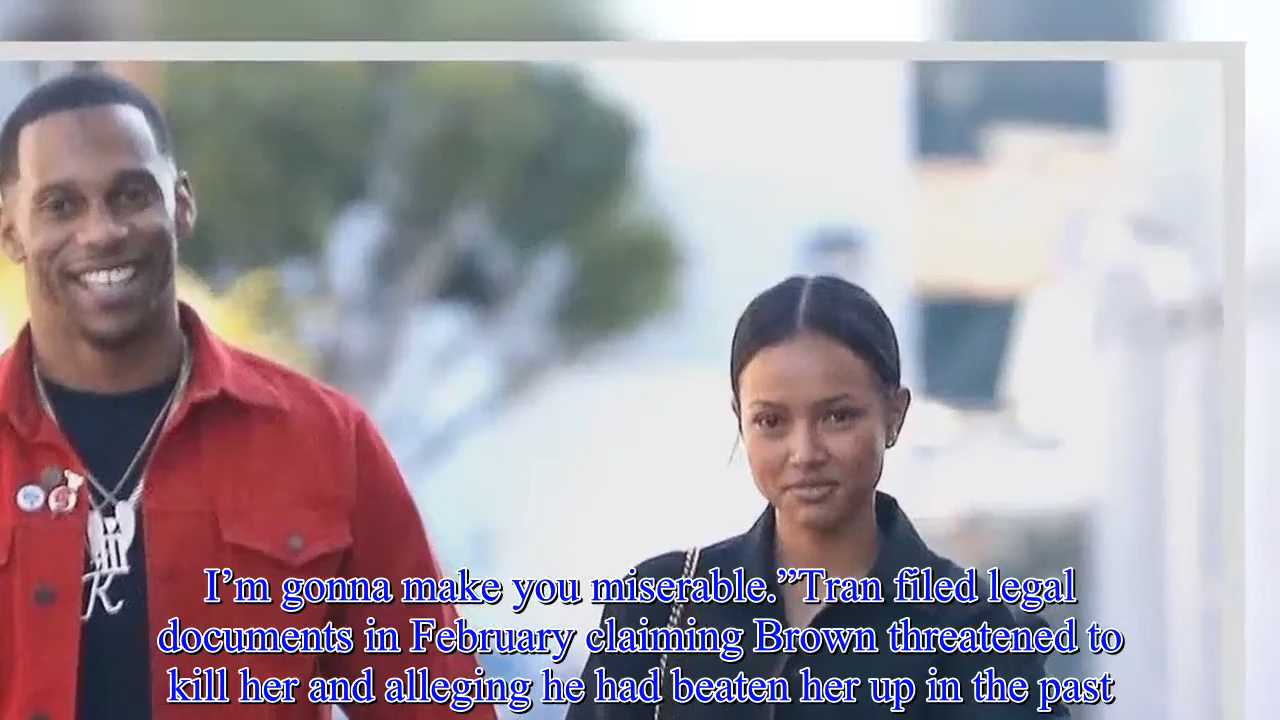 I’m gonna make you miserable.”Tran filed legal
documents in February claiming Brown threatened to
kill her and alleging he had beaten her up in the past
K